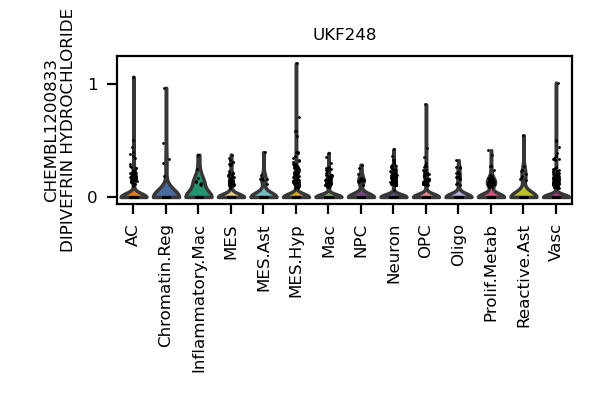 UKF248
CHEMBL1200833
DIPIVEFRIN HYDROCHLORIDE
1
0
AC
Chromatin.Reg
Inflammatory.Mac
MES
MES.Ast
MES.Hyp
Mac
NPC
Neuron
OPC
Oligo
Prolif.Metab
Reactive.Ast
Vasc